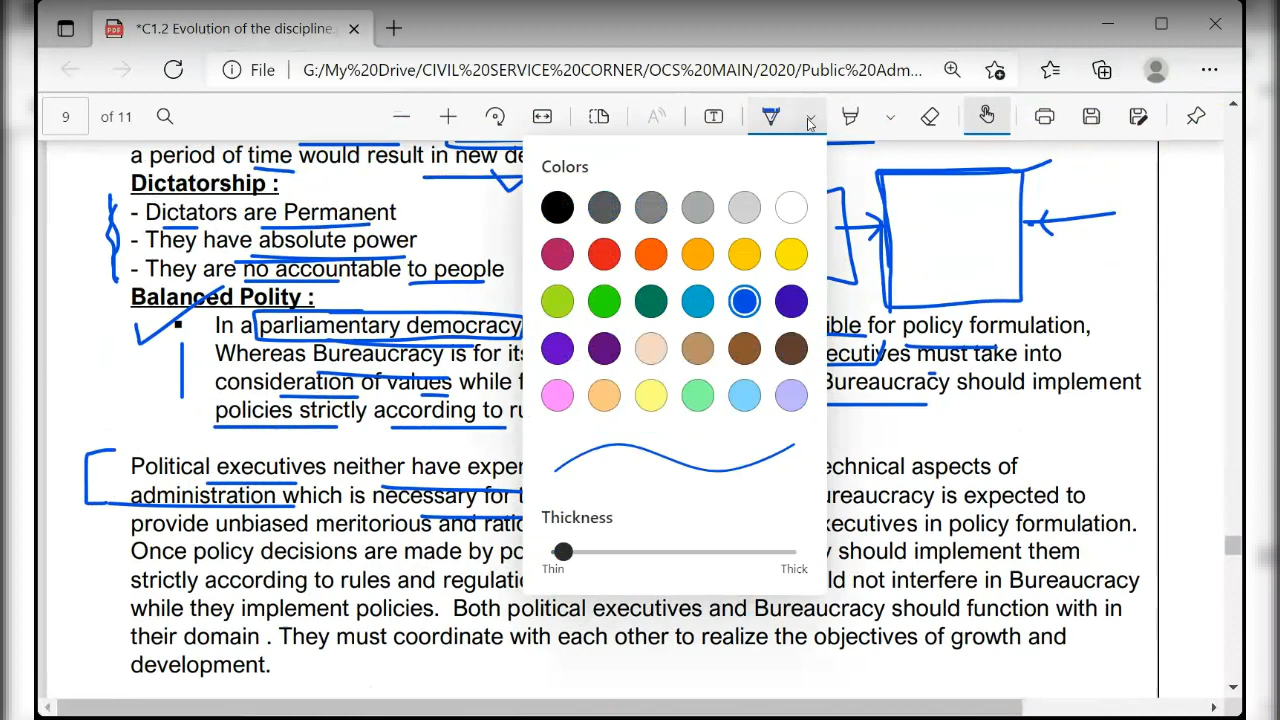 *C1.2 Evolution of the discipline.
File G:/My%20Drive/CIVIL%20SERVICE%20CORNER/OCS%20MAIN/2020/Public%20Adm...
9 of 11
a period of time would result in new de
Dictatorship :
- Dictators are Permanent
- They have absolute power
- They are no accountable to people
Balanced Polity :
In a parliamentary democracy ible for policy formulation,
Whereas Bureaucracy is for its ecutives must take into
consideration of values while f Bureaucracy should implement
policies strictly according to ru
Political executives neither have exper echnical aspects of
administration which is necessary for t ureaucracy is expected to
provide unbiased meritorious and ratio xecutives in policy formulation.
Once policy decisions are made by po y should implement them
strictly according to rules and regulatio ld not interfere in Bureaucracy
while they implement policies. Both political executives and Bureaucracy should function with in
their domain . They must coordinate with each other to realize the objectives of growth and
development.
Colors
Thickness
Thin Thick